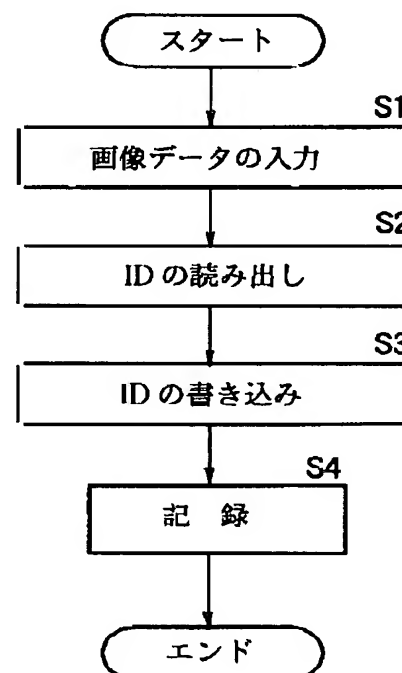 スタート
S1
画像データの入力
S2
IDの読み出し
S3
IDの書き込み
S4
記 録
エンド